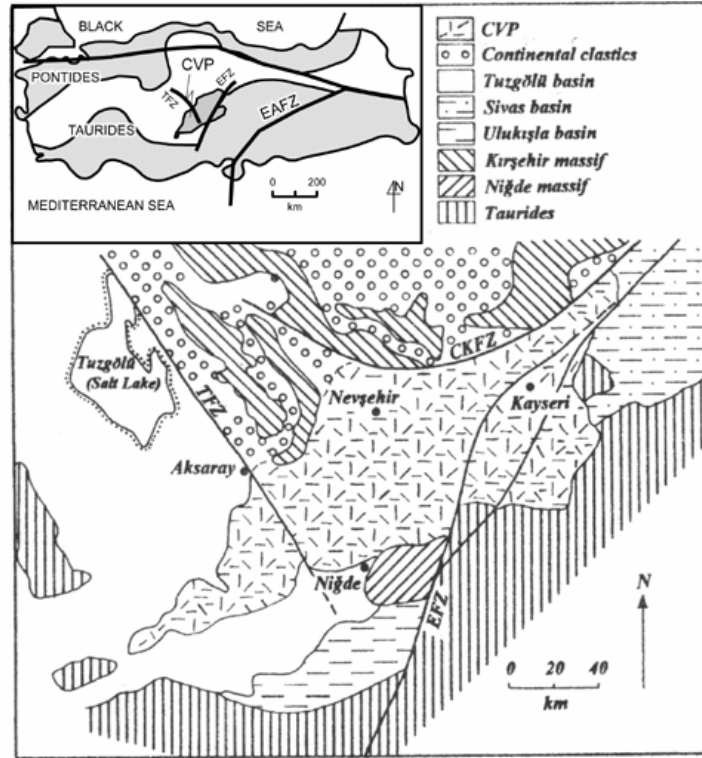 BLACK SEA
PONTIDES
CVP
TFZ
EFZ
EAFZ
TAURIDES
0 200
km
N
MEDITERRANEAN SEA
CVP
Continental clastics
Tuzgölü basin
Sivas basin
Ulukışla basin
Kırşehir massif
Niğde massif
Taurides
Tuzgölü
(Salt Lake)
TFZ
CKFZ
Nevşehir
Kayseri
Aksaray
Niğde
EFZ
N
0 20 40
km